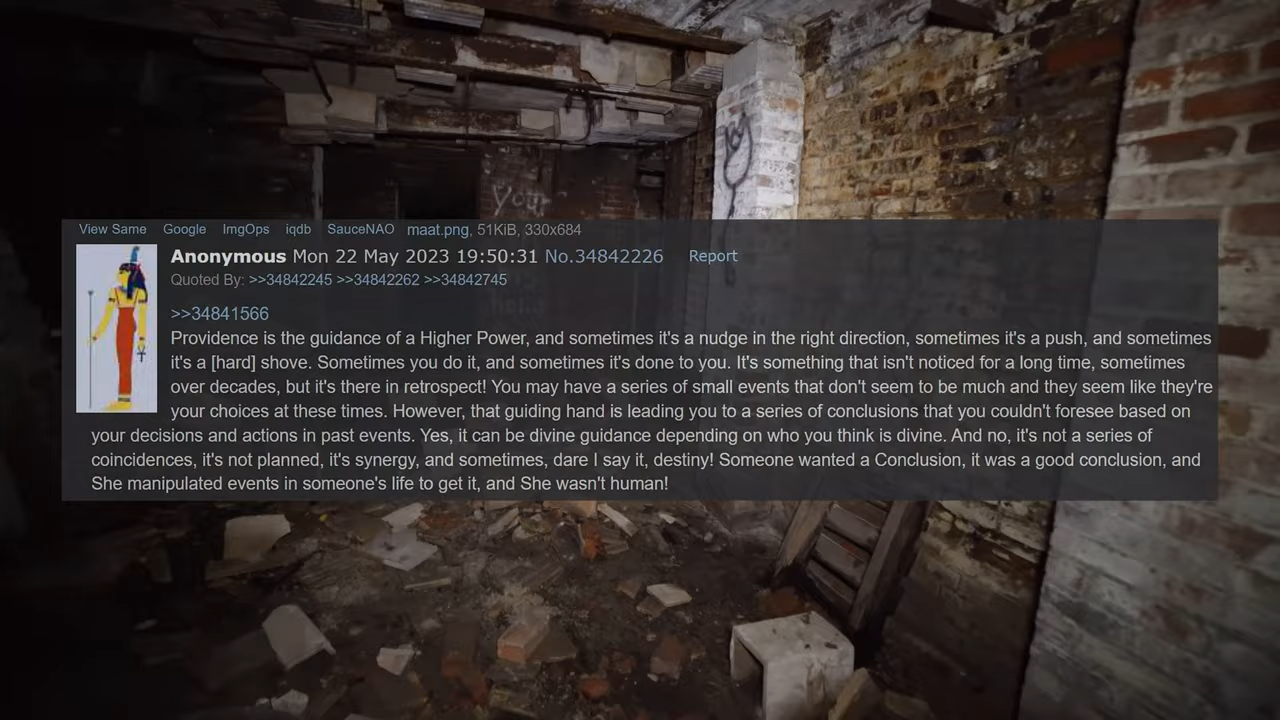 you
View Same Google ImgOps iqdb SauceNAO maat.png, 51KiB, 330x684
Anonymous Mon 22 May 2023 19:50:31 No.34842226 Report
Quoted By: >>34842245 >>34842262 >>34842745
>>34841566
Providence is the guidance of a Higher Power, and sometimes it's a nudge in the right direction, sometimes it's a push, and sometimes
it's a [hard] shove. Sometimes you do it, and sometimes it's done to you. It's something that isn't noticed for a long time, sometimes
over decades, but it's there in retrospect! You may have a series of small events that don't seem to be much and they seem like they're
your choices at these times. However, that guiding hand is leading you to a series of conclusions that you couldn't foresee based on
your decisions and actions in past events. Yes, it can be divine guidance depending on who you think is divine. And no, it's not a series of
coincidences, it's not planned, it's synergy, and sometimes, dare I say it, destiny! Someone wanted a Conclusion, it was a good conclusion, and
She manipulated events in someone's life to get it, and She wasn't human!